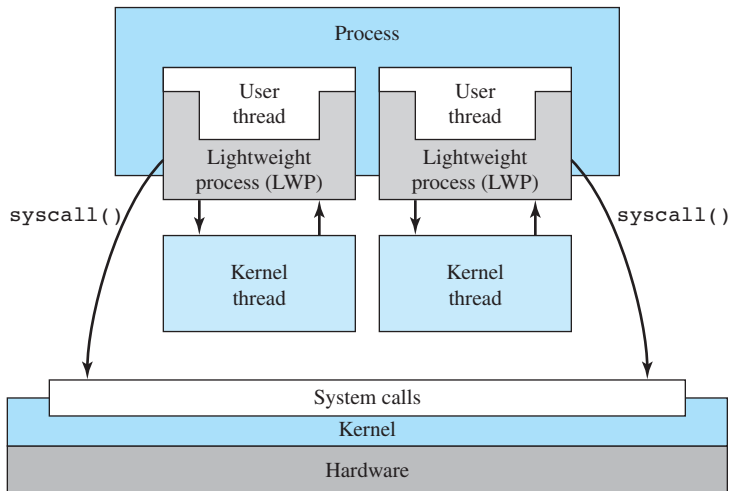 Process
User
thread
User
thread
Lightweight
process (LWP)
Lightweight
process (LWP)
syscall()
syscall()
Kernel
thread
Kernel
thread
System calls
Kernel
Hardware